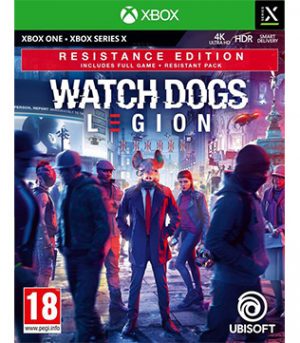 XBOX
XBOX ONE • XBOX SERIES X
4K
ULTRA HD
HDR
SMART
DELIVERY
RESISTANCE EDITION
INCLUDES FULL GAME + RESISTANT PACK
WATCH DOGS
LEGION
18
www.pegi.info
UBISOFT